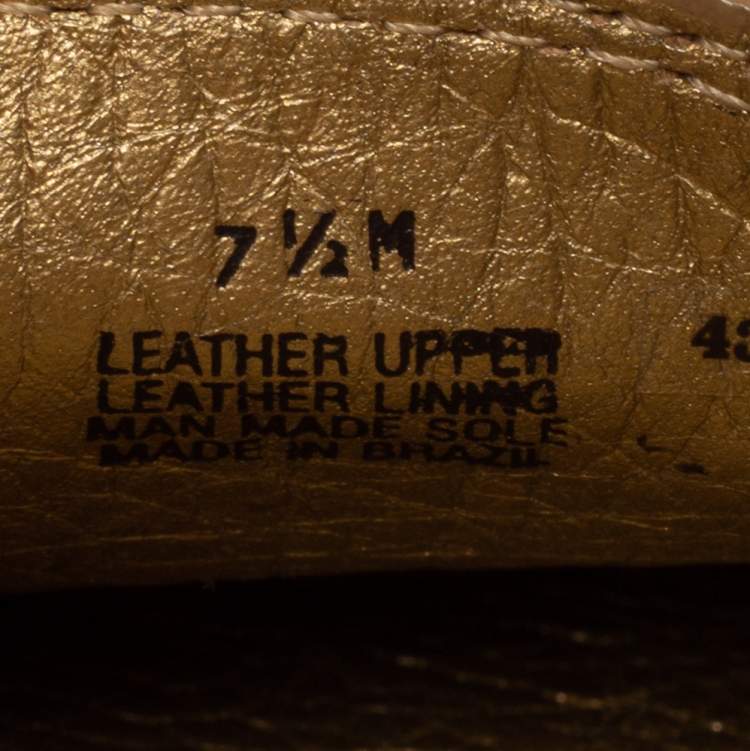 7 ½ M
LEATHER UPPER
LEATHER LINING
MAN MADE SOLE
MADE IN BRAZIL